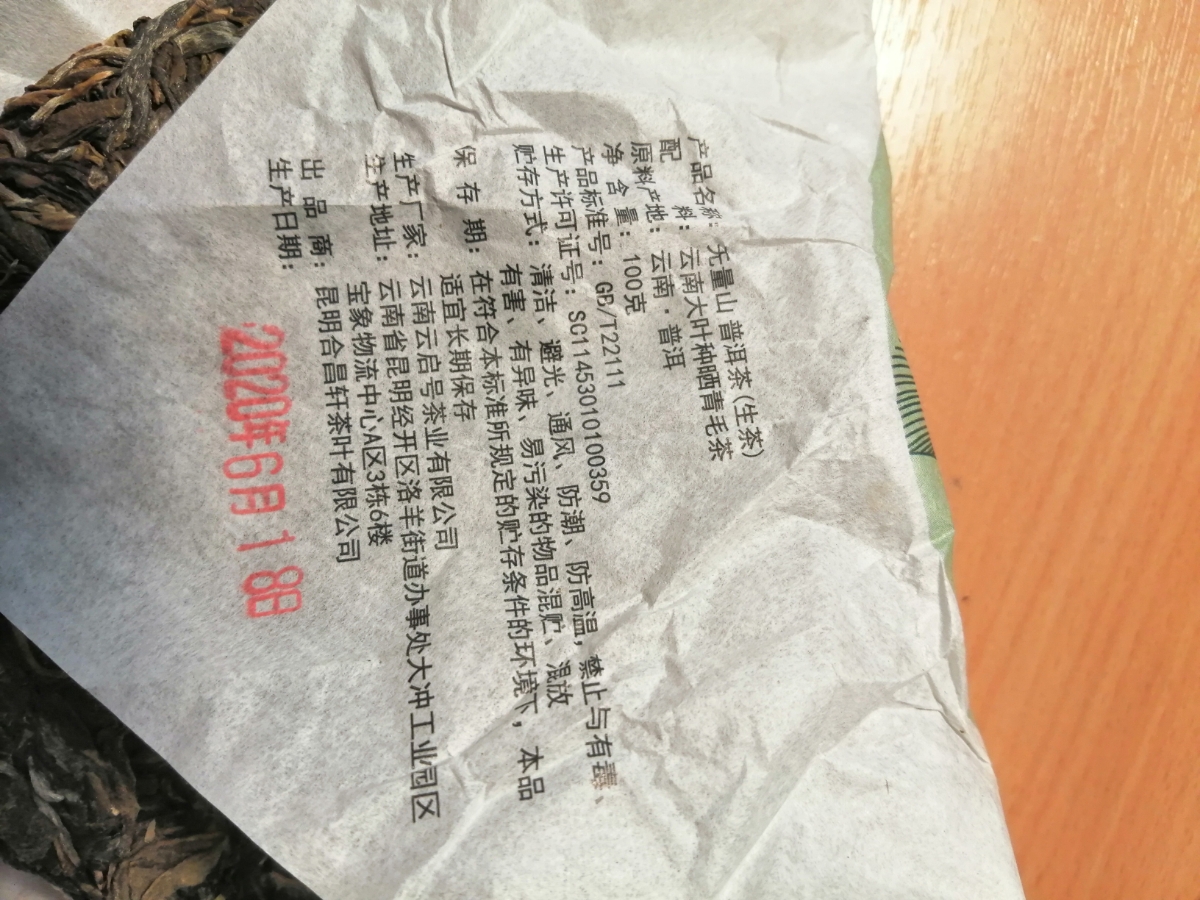 产品名称: 无量山 普洱茶(生茶)
配料: 云南大叶种晒青毛茶
原料产地: 云南·普洱
净含量: 100克
产品标准号: GB/T22111
生产许可证号: SC11453010100359
贮存方式: 清洁、避光、通风、防潮、防高温,禁止与有毒、
有害、有异味、易污染的物品混贮、混放
保存期: 在符合本标准所规定的贮存条件的环境下,本品
适宜长期保存
生产厂家: 云南云启号茶业有限公司
生产地址: 云南省昆明经开区洛羊街道办事处大冲工业园区
宝象物流中心A区3栋6楼
出品商: 昆明合昌轩茶叶有限公司
生产日期:
2020年6月18日